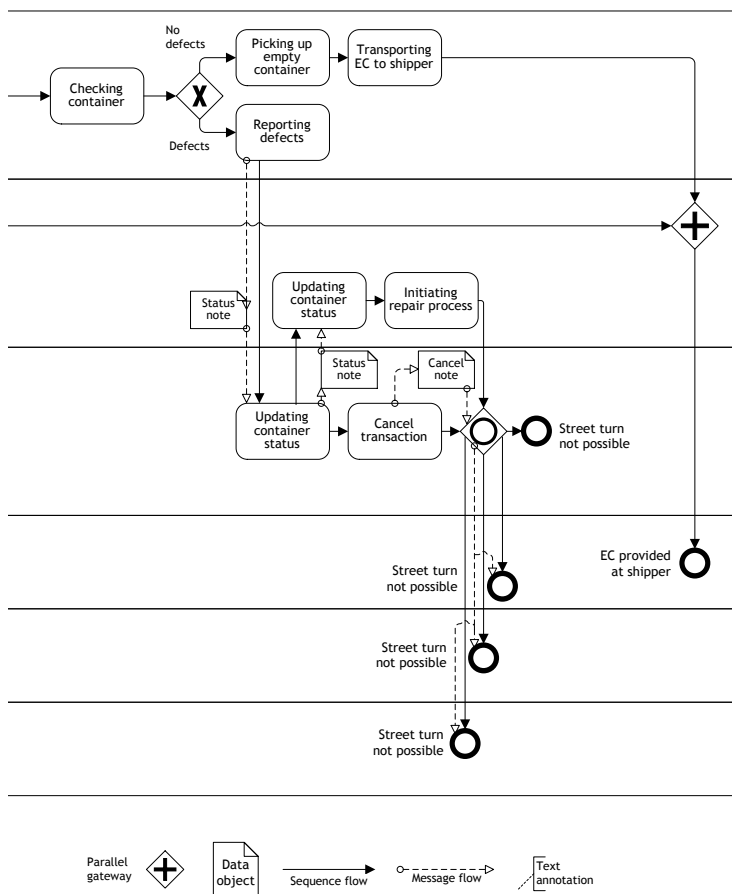 No
defects
Picking up
empty
container
Transporting
EC to shipper
Checking
container
X
Defects
Reporting
defects
Status
note
Updating
container
status
Initiating
repair process
Status
note
Cancel
note
Updating
container
status
Cancel
transaction
Street turn
not possible
Street turn
not possible
EC provided
at shipper
Street turn
not possible
Street turn
not possible
Parallel
gateway
Data
object
Sequence flow
Message flow
Text
annotation